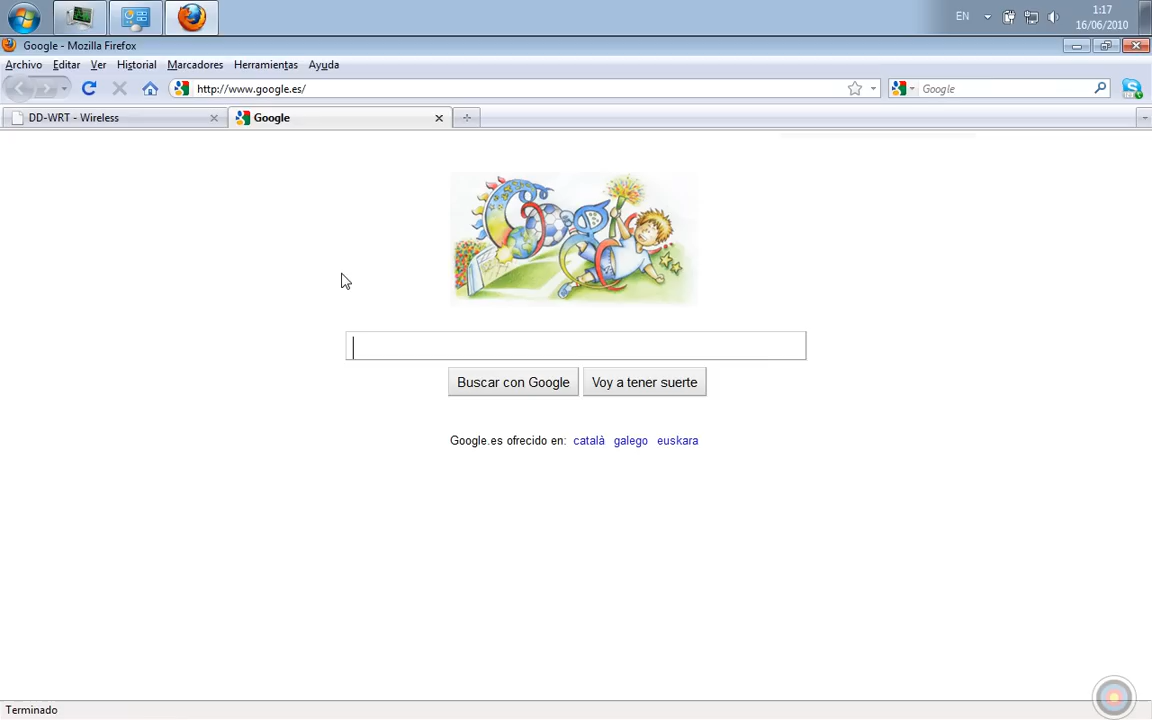 EN
1:17
16/06/2010
Google - Mozilla Firefox
Archivo Editar Ver Historial Marcadores Herramientas Ayuda
http://www.google.es/
Google
DD-WRT - Wireless
Google
Google
Buscar con Google
Voy a tener suerte
Google.es ofrecido en: català galego euskara
Terminado